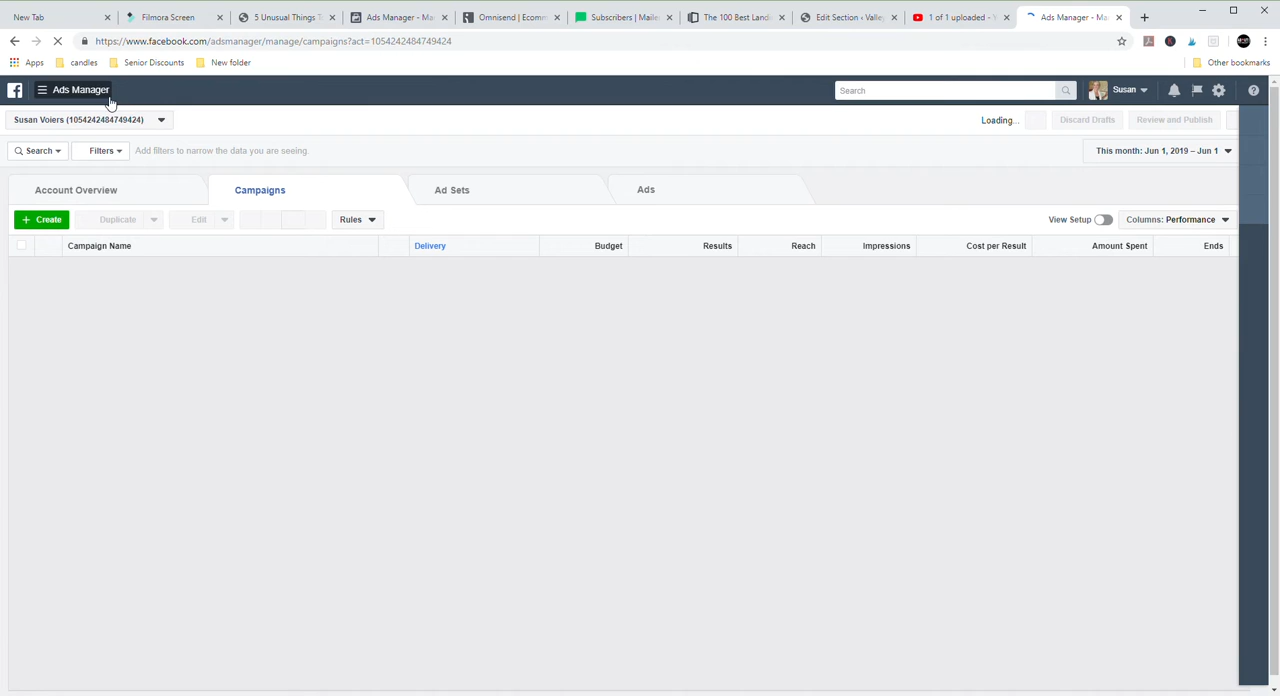 New Tab
Filmora Screen
5 Unusual Things T
Ads Manager - Ma
Omnisend | Ecomm
Subscribers | Maile
The 100 Best Landi
Edit Section ‹ Valley
1 of 1 uploaded - Y
Ads Manager - Ma
https://www.facebook.com/adsmanager/manage/campaigns?act=1054242484749424
Apps
candles
Senior Discounts
New folder
Other bookmarks
Ads Manager
Search
Susan
Susan Voiers (1054242484749424)
Loading...
Discard Drafts
Review and Publish
Search
Filters
Add filters to narrow the data you are seeing.
This month: Jun 1, 2019 – Jun 1
Account Overview
Campaigns
Ad Sets
Ads
+ Create
Duplicate
Edit
Rules
View Setup
Columns: Performance
Campaign Name
Delivery
Budget
Results
Reach
Impressions
Cost per Result
Amount Spent
Ends